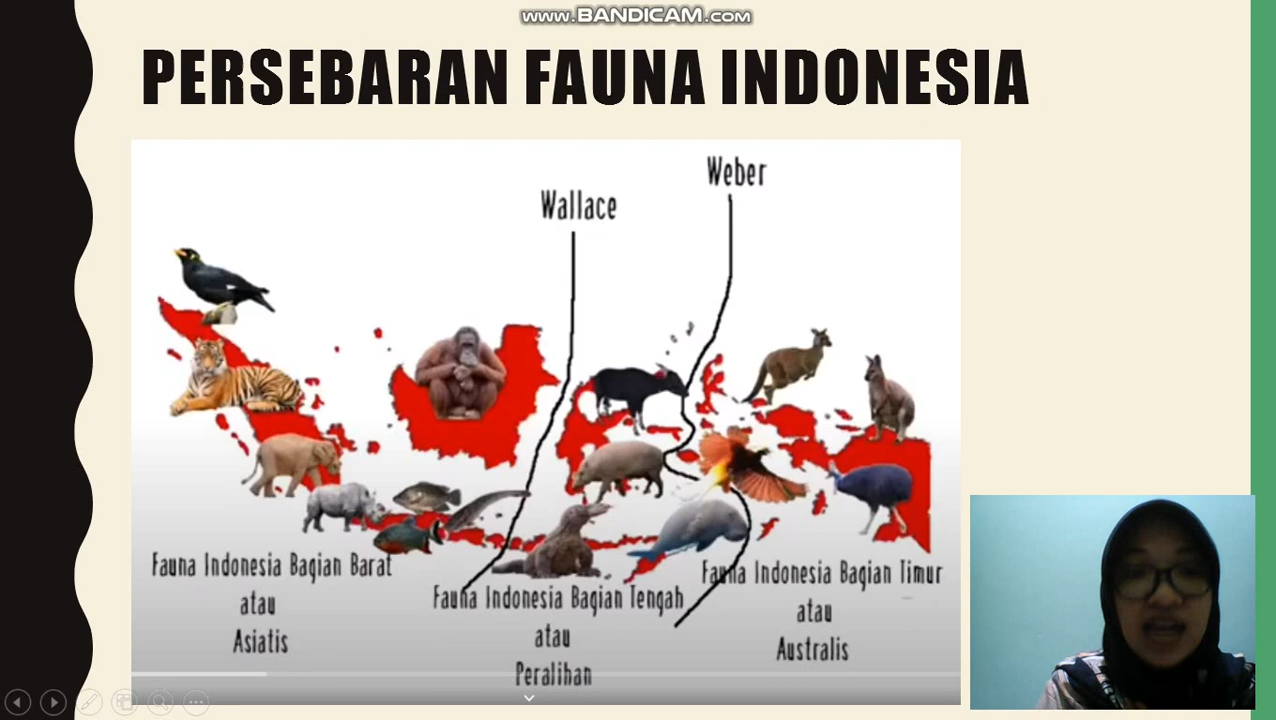 www.BANDICAM.com
PERSEBARAN FAUNA INDONESIA
Weber
Wallace
Fauna Indonesia Bagian Barat
atau
Asiatis
Fauna Indonesia Bagian Tengah
atau
Peralihan
Fauna Indonesia Bagian Timur
atau
Australis